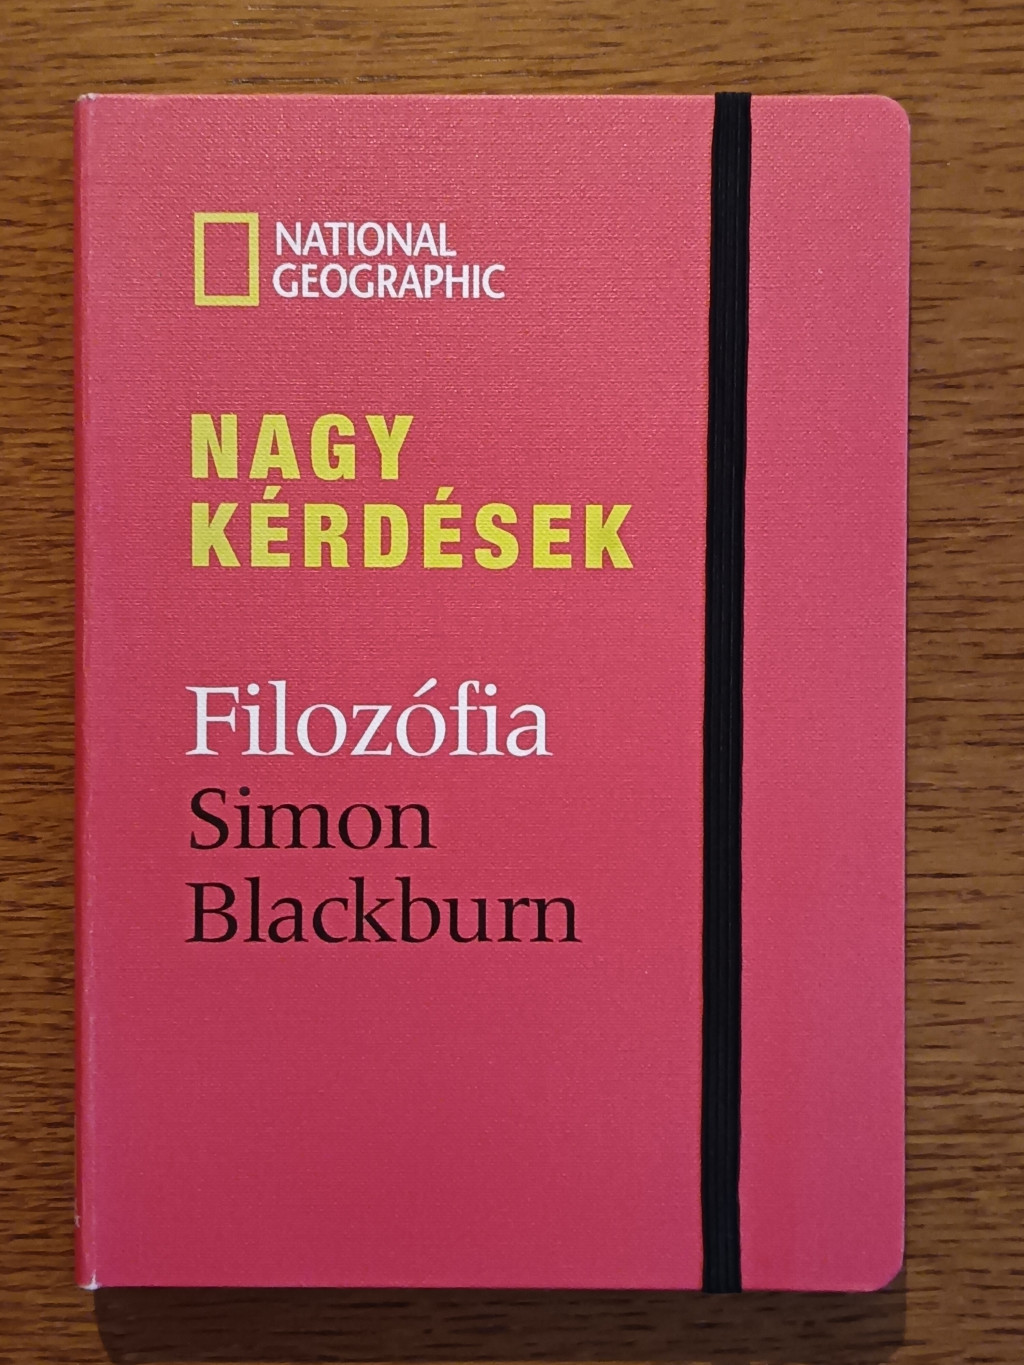 NATIONAL
GEOGRAPHIC
NAGY
KÉRDÉSEK
Filozófia
Simon
Blackburn